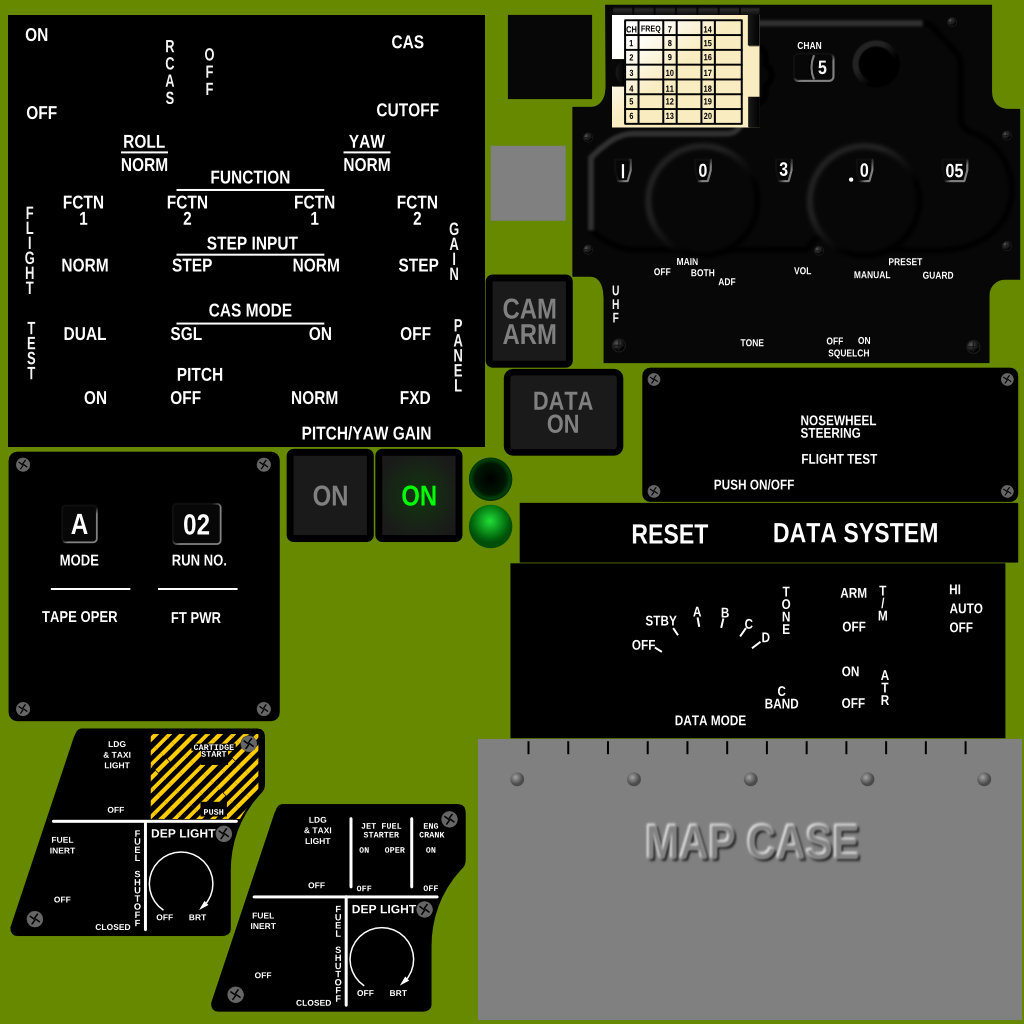 ON
RCAS
OFF
CAS
OFF
CUTOFF
ROLL
NORM
YAW
NORM
FUNCTION
FCTN
1
FCTN
2
FCTN
1
FCTN
2
FLIGHT
GAIN
STEP INPUT
NORM
STEP
NORM
STEP
CAS MODE
DUAL
SGL
ON
OFF
TEST
PANEL
PITCH
ON
OFF
NORM
FXD
PITCH/YAW GAIN
CH FREQ 7 14
1 8 15
2 9 16
3 10 17
4 11 18
5 12 19
6 13 20
CHAN
5
I
0
3
.0
05
MAIN
OFF
BOTH
ADF
VOL
PRESET
MANUAL
GUARD
UHF
TONE
OFF ON
SQUELCH
CAM
ARM
DATA
ON
NOSEWHEEL
STEERING
FLIGHT TEST
PUSH ON/OFF
ON
ON
A
02
MODE
RUN NO.
TAPE OPER
FT PWR
RESET
DATA SYSTEM
OFF
STBY
A
B
C
D
TONE
ARM
OFF
T/M
HI
AUTO
OFF
ON
OFF
ATR
C
BAND
DATA MODE
LDG
& TAXI
LIGHT
OFF
CARTIDGE
START
PUSH
FUEL
INERT
OFF
FUEL SHUTOFF
CLOSED
DEP LIGHT
OFF
BRT
LDG
& TAXI
LIGHT
OFF
JET FUEL
STARTER
ON OPER
OFF
ENG
CRANK
ON
OFF
FUEL
INERT
OFF
FUEL SHUTOFF
CLOSED
DEP LIGHT
OFF
BRT
MAP CASE